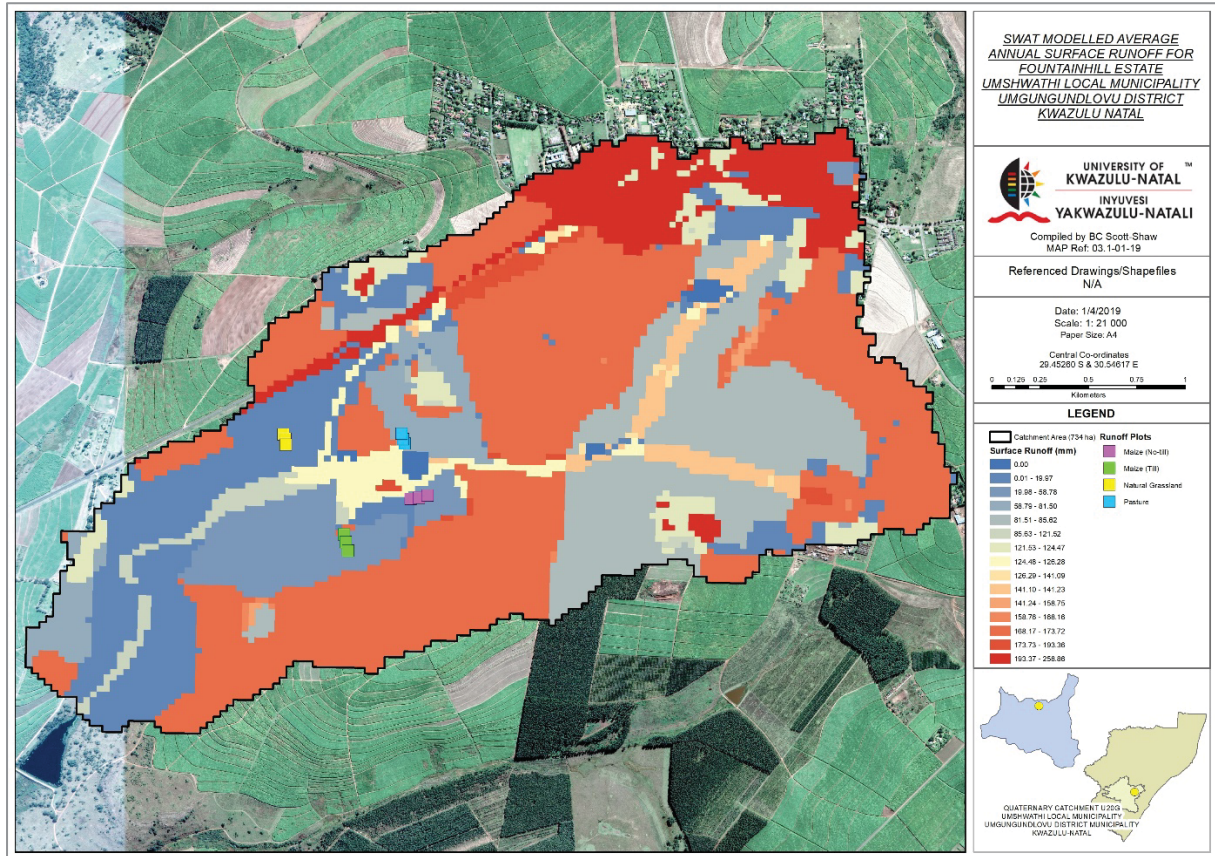 SWAT MODELLED AVERAGE
ANNUAL SURFACE RUNOFF FOR
FOUNTAINHILL ESTATE
UMSHWATHI LOCAL MUNICIPALITY
UMGUNGUNDLOVU DISTRICT
KWAZULU NATAL
UNIVERSITY OF ™
KWAZULU-NATAL
INYUVESI
YAKWAZULU-NATALI
Compiled by BC Scott-Shaw
MAP Ref: 03.1-01-19
Referenced Drawings/Shapefiles
N/A
Date: 1/4/2019
Scale: 1: 21 000
Paper Size: A4
Central Co-ordinates
29.45260 S & 30.54617 E
0 0.125 0.25 0.5 0.75 1
Kilometers
LEGEND
Catchment Area (734 ha)
Surface Runoff (mm)
0.00
0.01 - 19.97
19.98 - 58.78
58.79 - 81.50
81.51 - 85.62
85.63 - 121.52
121.53 - 124.47
124.48 - 126.28
126.29 - 141.09
141.10 - 141.23
141.24 - 158.75
158.76 - 168.16
168.17 - 173.72
173.73 - 193.36
193.37 - 258.86
Runoff Plots
Maize (No-till)
Maize (Till)
Natural Grassland
Pasture
QUATERNARY CATCHMENT U20G
UMSHWATHI LOCAL MUNICIPALITY
UMGUNGUNDLOVU DISTRICT MUNICIPALITY
KWAZULU-NATAL